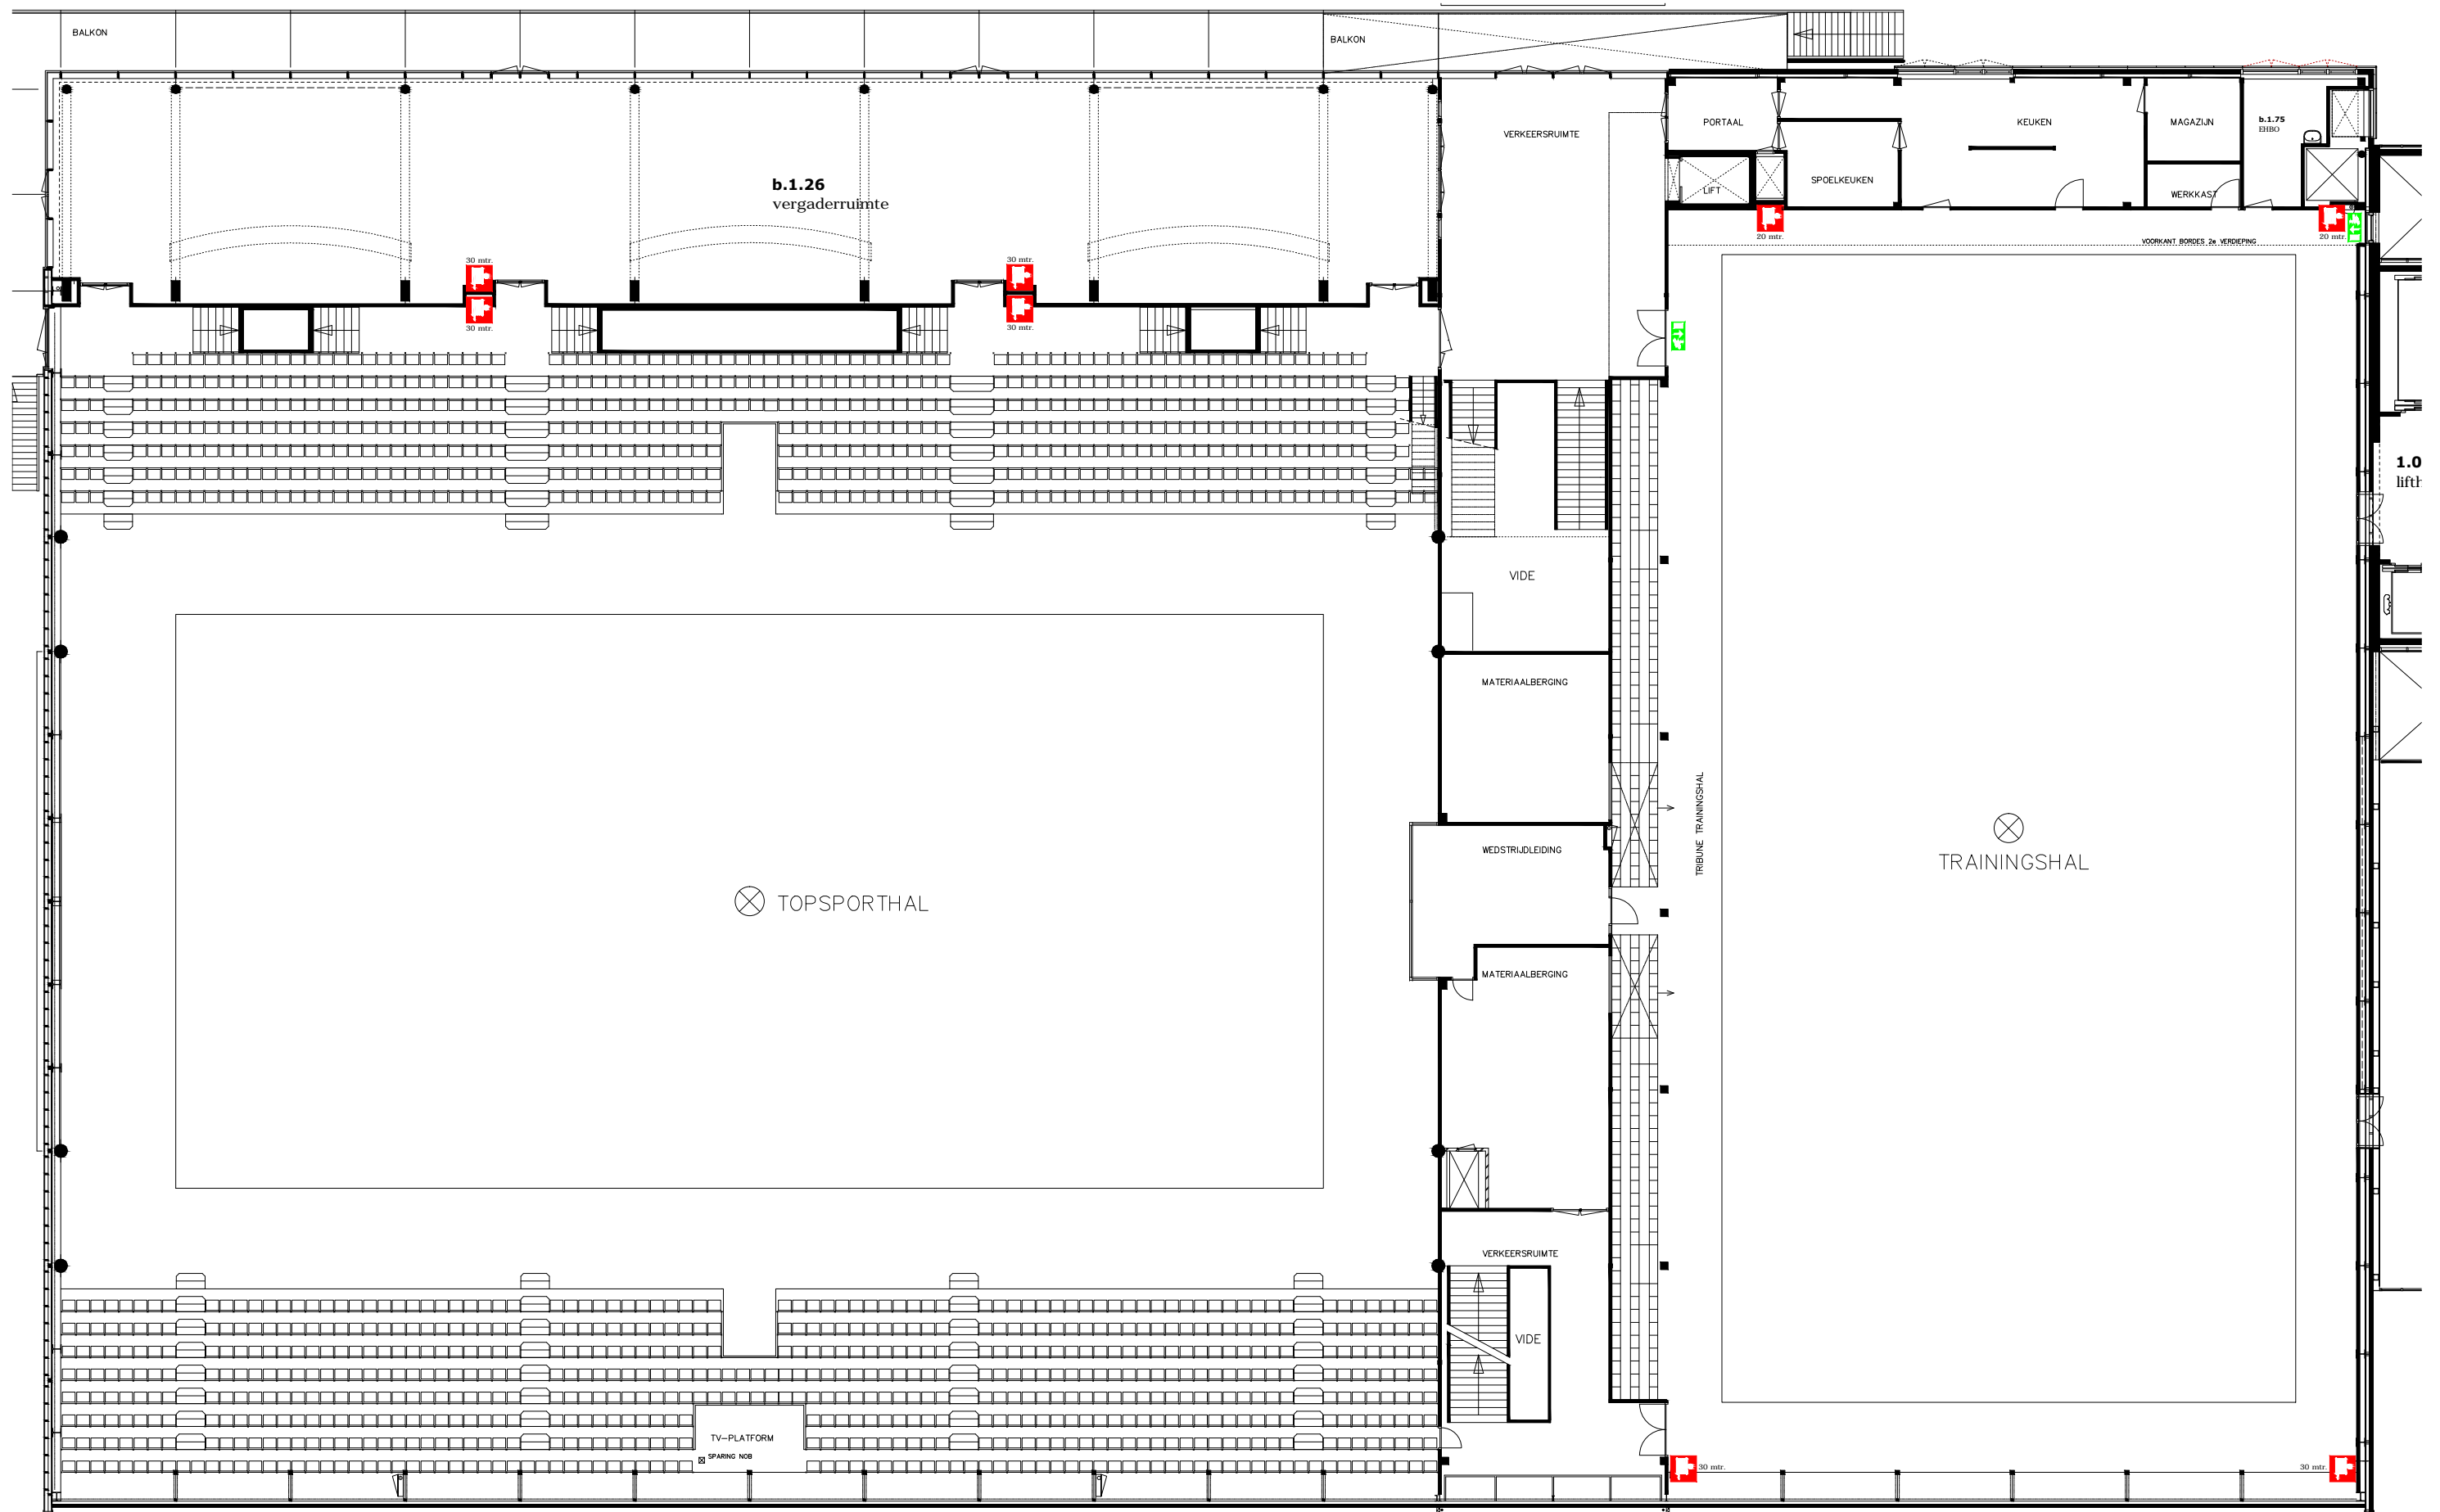 BALKON
BALKON
b.1.26
vergaderruimte
VERKEERSRUIMTE
PORTAAL
LIFT
SPOELKEUKEN
KEUKEN
MAGAZIJN
WERKKAST
b.1.75
EHBO
20 mtr.
20 mtr.
VOORKANT BORDES 2e VERDIEPING
30 mtr.
30 mtr.
30 mtr.
30 mtr.
1.0
VIDE
MATERIAALBERGING
WEDSTRIJDLEIDING
MATERIAALBERGING
TRIBUNE TRAININGSHAL
TRAININGSHAL
TOPSPORTHAL
VERKEERSRUIMTE
VIDE
TV-PLATFORM
SPARING NOB
30 mtr.
30 mtr.